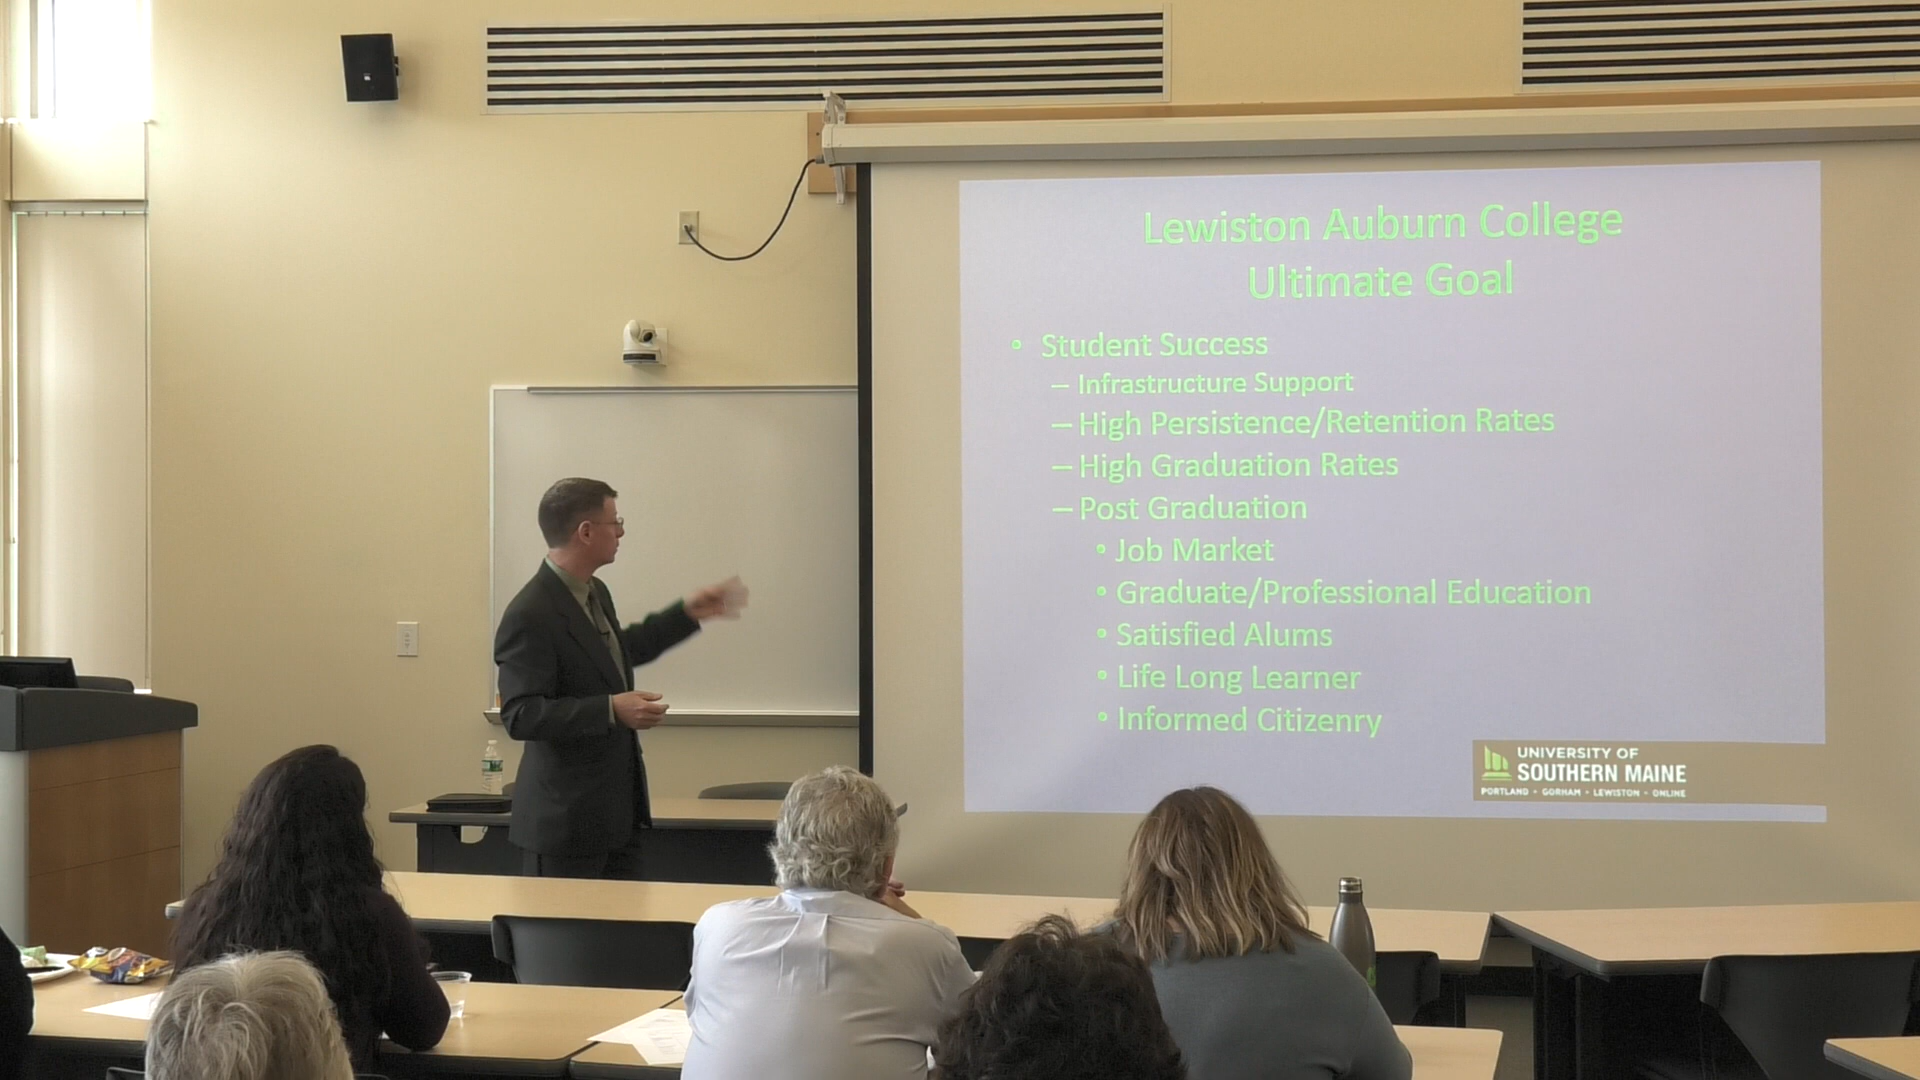 Lewiston Auburn College
Ultimate Goal
• Student Success
– Infrastructure Support
– High Persistence/Retention Rates
– High Graduation Rates
– Post Graduation
• Job Market
• Graduate/Professional Education
• Satisfied Alums
• Life Long Learner
• Informed Citizenry
UNIVERSITY OF
SOUTHERN MAINE
PORTLAND • GORHAM • LEWISTON • ONLINE